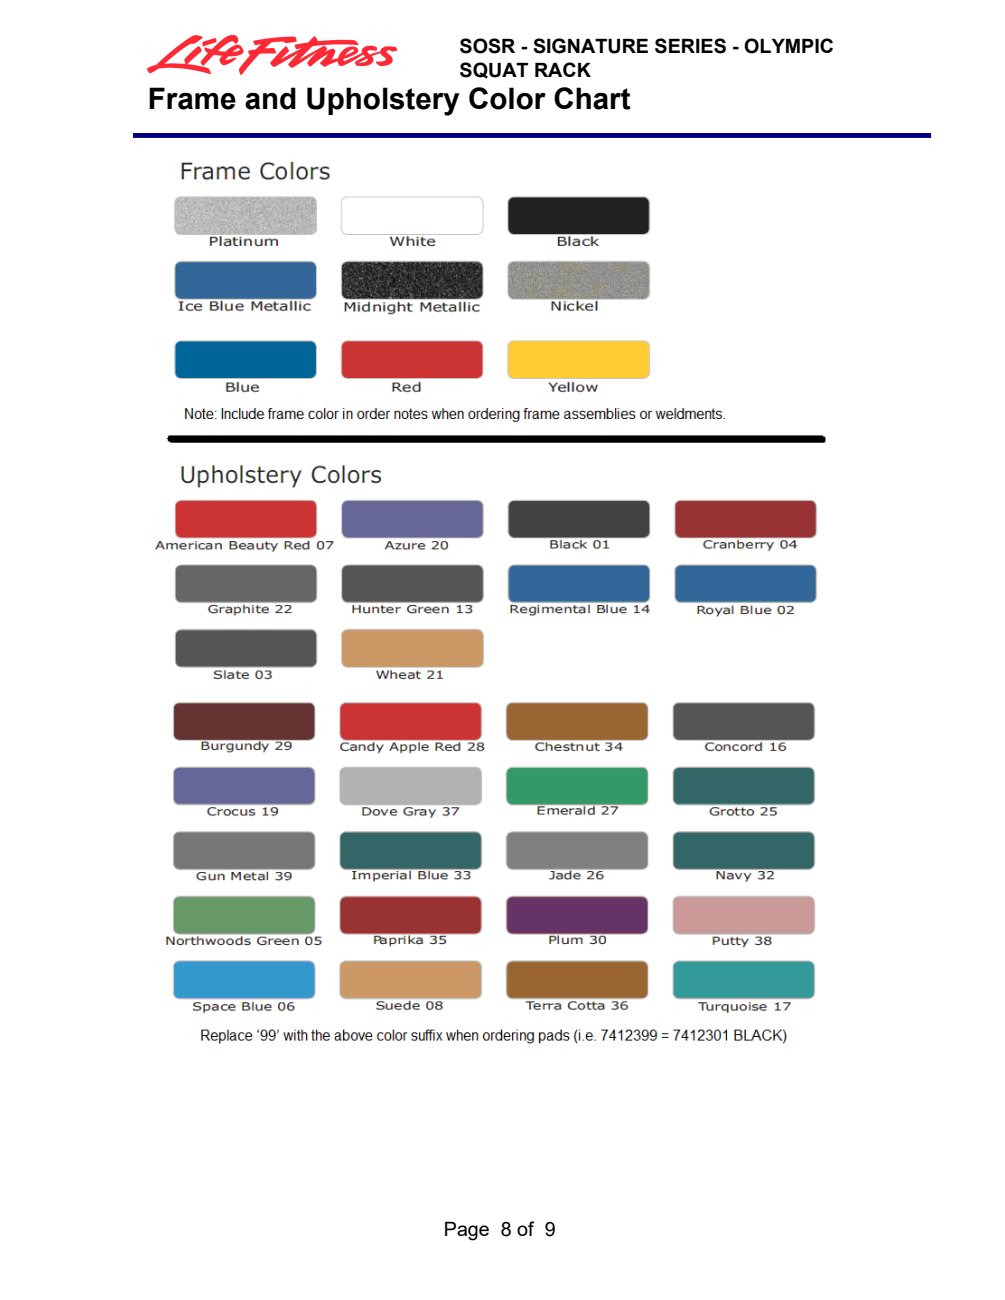 Life Fitness
SOSR - SIGNATURE SERIES - OLYMPIC
SQUAT RACK
Frame and Upholstery Color Chart
Frame Colors
Platinum White Black
Ice Blue Metallic Midnight Metallic Nickel
Blue Red Yellow
Note: Include frame color in order notes when ordering frame assemblies or weldments.
Upholstery Colors
American Beauty Red 07 Azure 20 Black 01 Cranberry 04
Graphite 22 Hunter Green 13 Regimental Blue 14 Royal Blue 02
Slate 03 Wheat 21
Burgundy 29 Candy Apple Red 28 Chestnut 34 Concord 16
Crocus 19 Dove Gray 37 Emerald 27 Grotto 25
Gun Metal 39 Imperial Blue 33 Jade 26 Navy 32
Northwoods Green 05 Paprika 35 Plum 30 Putty 38
Space Blue 06 Suede 08 Terra Cotta 36 Turquoise 17
Replace ‘99’ with the above color suffix when ordering pads (i.e. 7412399 = 7412301 BLACK)
Page 8 of 9